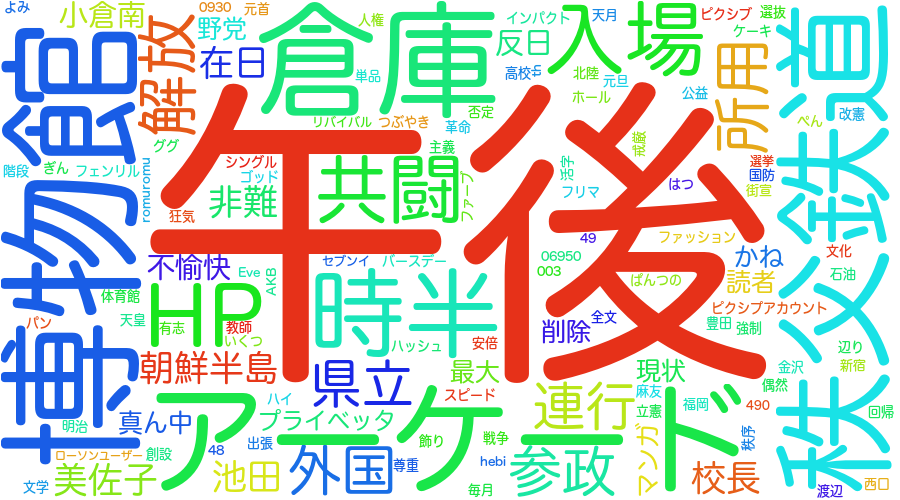 よみ
小倉南
解放
0930
元首
野党
在日
倉庫
人権
単品
インパクト
反日
高校
天月
入場
北陸
元旦
ホール
ピクシブ
選抜
ケーキ
所用
公益
ぺん
改憲
秩父鉄道
博物館
階段
ぎん
フェンリル
romuromi
ググ
シングル
ゴッド
狂気
非難
リバイバル
つぶやき
革命
否定
主義
共闘
ファーブ
午後
活字
戒厳
フリマ
はつ
選挙
国防
街宣
不愉快
Eve
AKB
セブンイ
バースデー
49
06950
003
ファッション
かね
ぱんつの
読者
文化
石油
体育館
パン
天皇
HP
有志
教師
いくつ
時半
ハッシュ
安倍
削除
全文
ピクシブアカウント
豊田
強制
辺り
朝鮮半島
県立
最大
スピード
現状
麻友
金沢
新宿
偶然
真ん中
明治
ハイ
プライベッタ
アーケード
連行
立憲
福岡
490
回帰
ローソンユーザー
創設
48
出張
飾り
戦争
マンガ
秩序
文学
美佐子
池田
外国
尊重
hebi
毎月
参政
校長
渡辺
西口